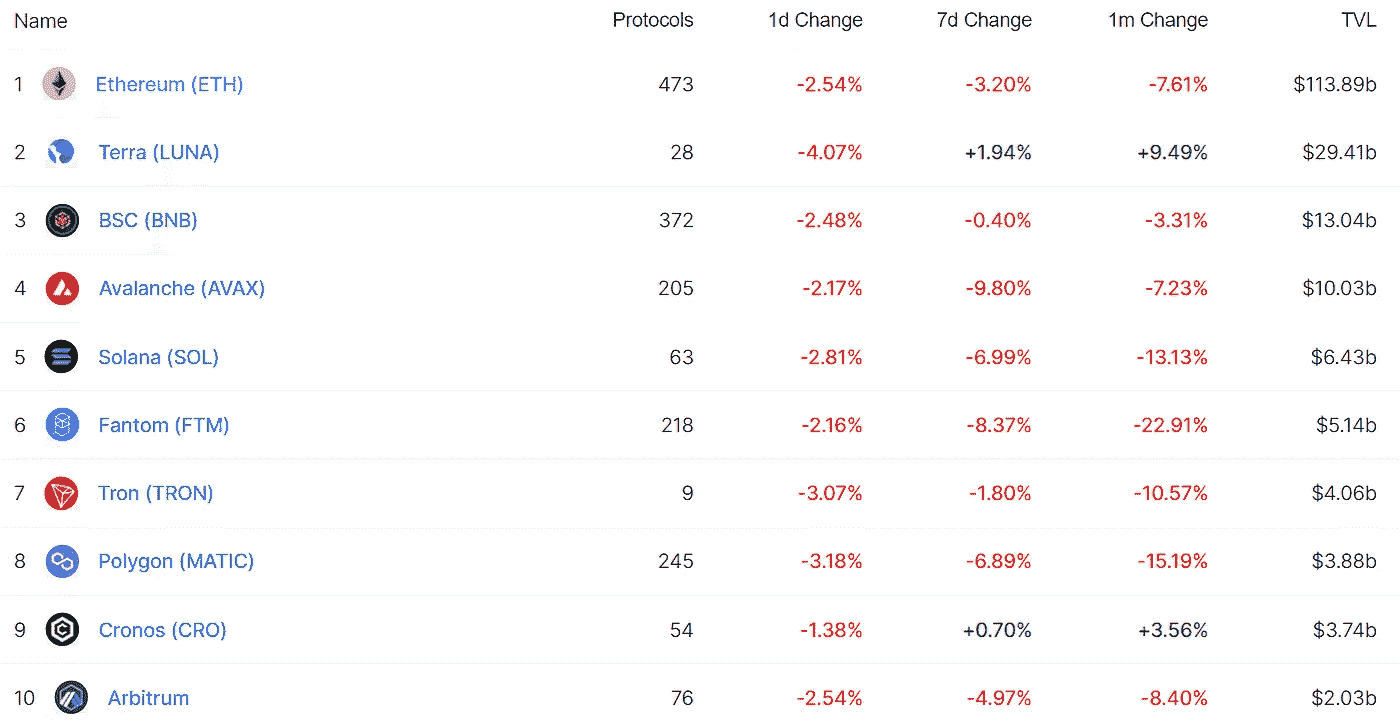 Name Protocols 1d Change 7d Change 1m Change TVL
1 Ethereum (ETH) 473 -2.54% -3.20% -7.61% $113.89b
2 Terra (LUNA) 28 -4.07% +1.94% +9.49% $29.41b
3 BSC (BNB) 372 -2.48% -0.40% -3.31% $13.04b
4 Avalanche (AVAX) 205 -2.17% -9.80% -7.23% $10.03b
5 Solana (SOL) 63 -2.81% -6.99% -13.13% $6.43b
6 Fantom (FTM) 218 -2.16% -8.37% -22.91% $5.14b
7 Tron (TRON) 9 -3.07% -1.80% -10.57% $4.06b
8 Polygon (MATIC) 245 -3.18% -6.89% -15.19% $3.88b
9 Cronos (CRO) 54 -1.38% +0.70% +3.56% $3.74b
10 Arbitrum 76 -2.54% -4.97% -8.40% $2.03b